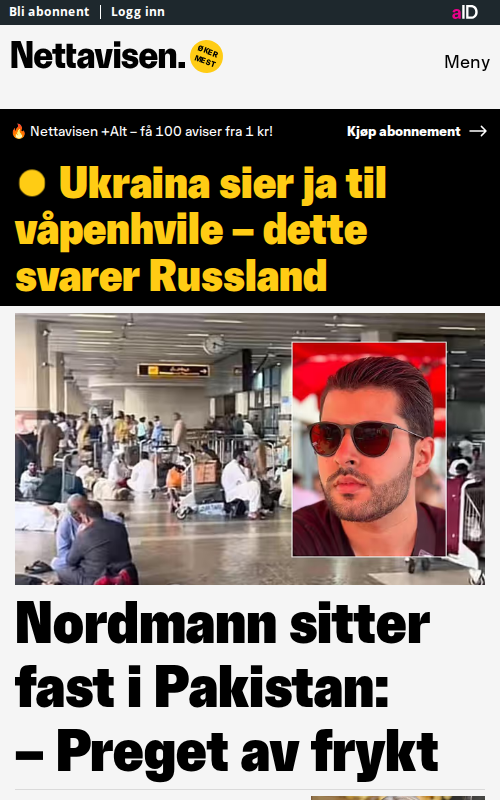 Bli abonnent
Logg inn
aID
Nettavisen.
ØKER
MEST
Meny
Nettavisen +Alt – få 100 aviser fra 1 kr!
Kjøp abonnement
Ukraina sier ja til
våpenhvile – dette
svarer Russland
Nordmann sitter
fast i Pakistan:
– Preget av frykt